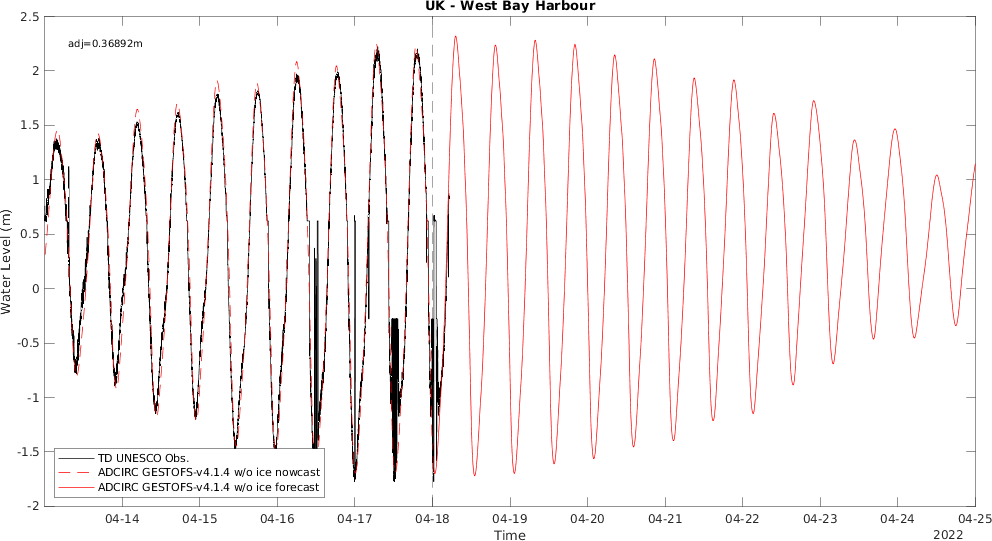 UK - West Bay Harbour
adj=0.36892m
2.5
2
1.5
1
0.5
0
-0.5
-1
-1.5
-2
Water Level (m)
TD UNESCO Obs.
ADCIRC GESTOFS-v4.1.4 w/o ice nowcast
ADCIRC GESTOFS-v4.1.4 w/o ice forecast
04-14 04-15 04-16 04-17 04-18 04-19 04-20 04-21 04-22 04-23 04-24 04-25
Time
2022